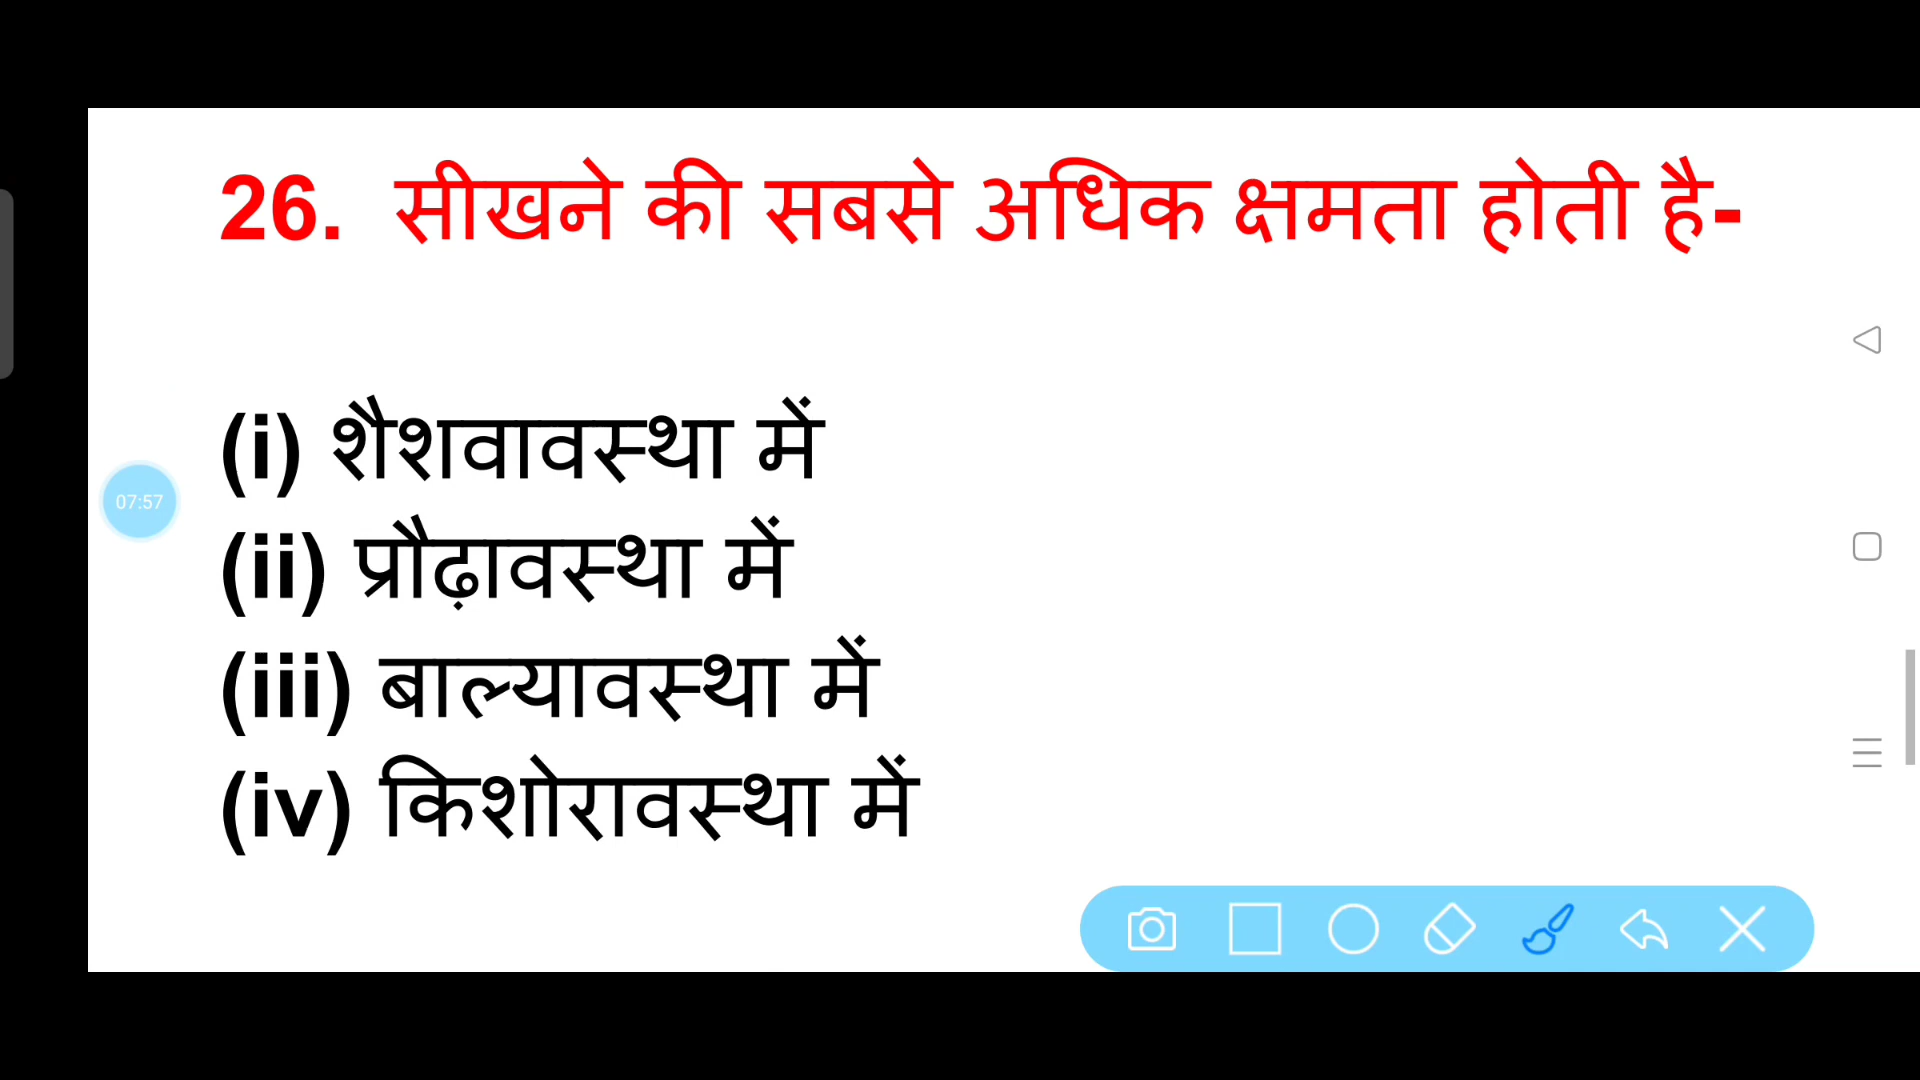 26. सीखने की सबसे अधिक क्षमता होती है-
(i) शैशवावस्था में
07:57
(ii) प्रौढ़ावस्था में
(iii) बाल्यावस्था में
(iv) किशोरावस्था में